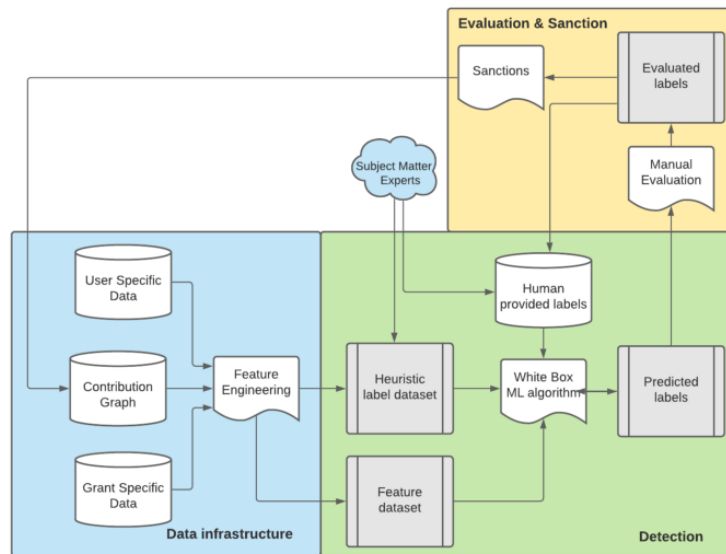 Evaluation & Sanction
Sanctions
Evaluated
labels
Subject Matter
Experts
Manual
Evaluation
User Specific
Data
Human
provided labels
Contribution
Graph
Feature
Engineering
Heuristic
label dataset
White Box
ML algorithm
Predicted
labels
Grant Specific
Data
Feature
dataset
Data infrastructure
Detection